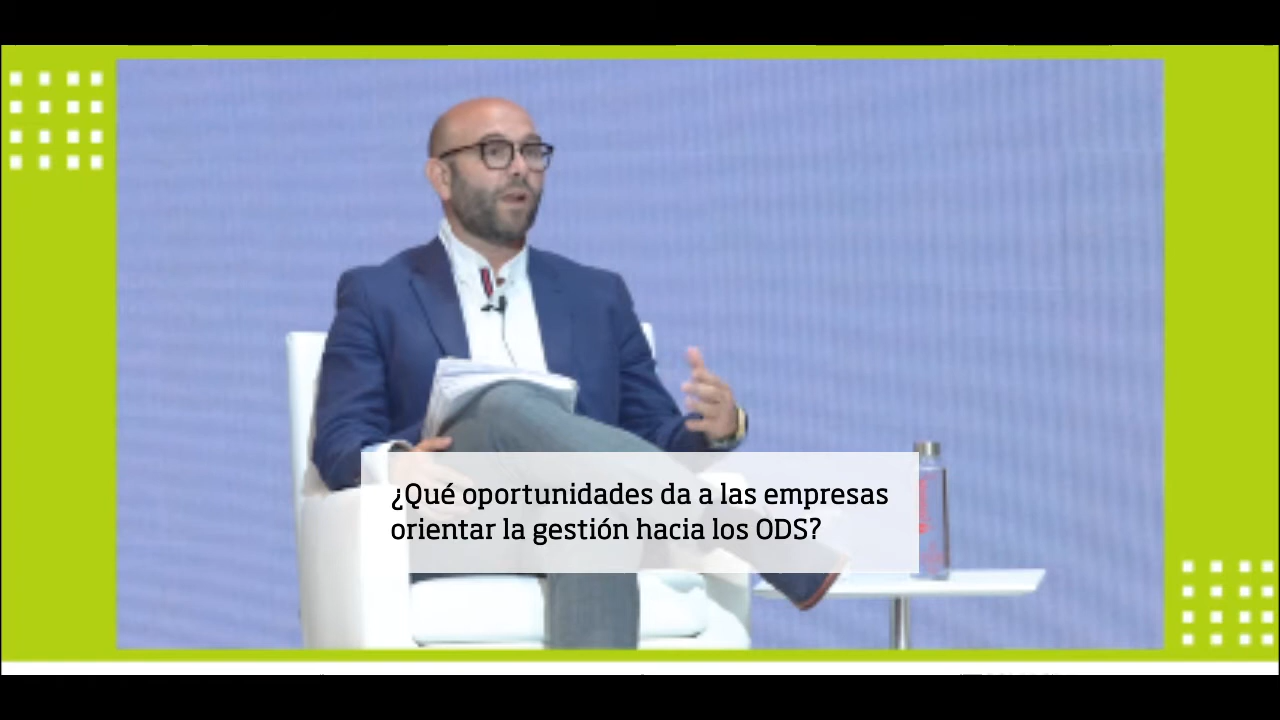 ¿Qué oportunidades da a las empresas
orientar la gestión hacia los ODS?